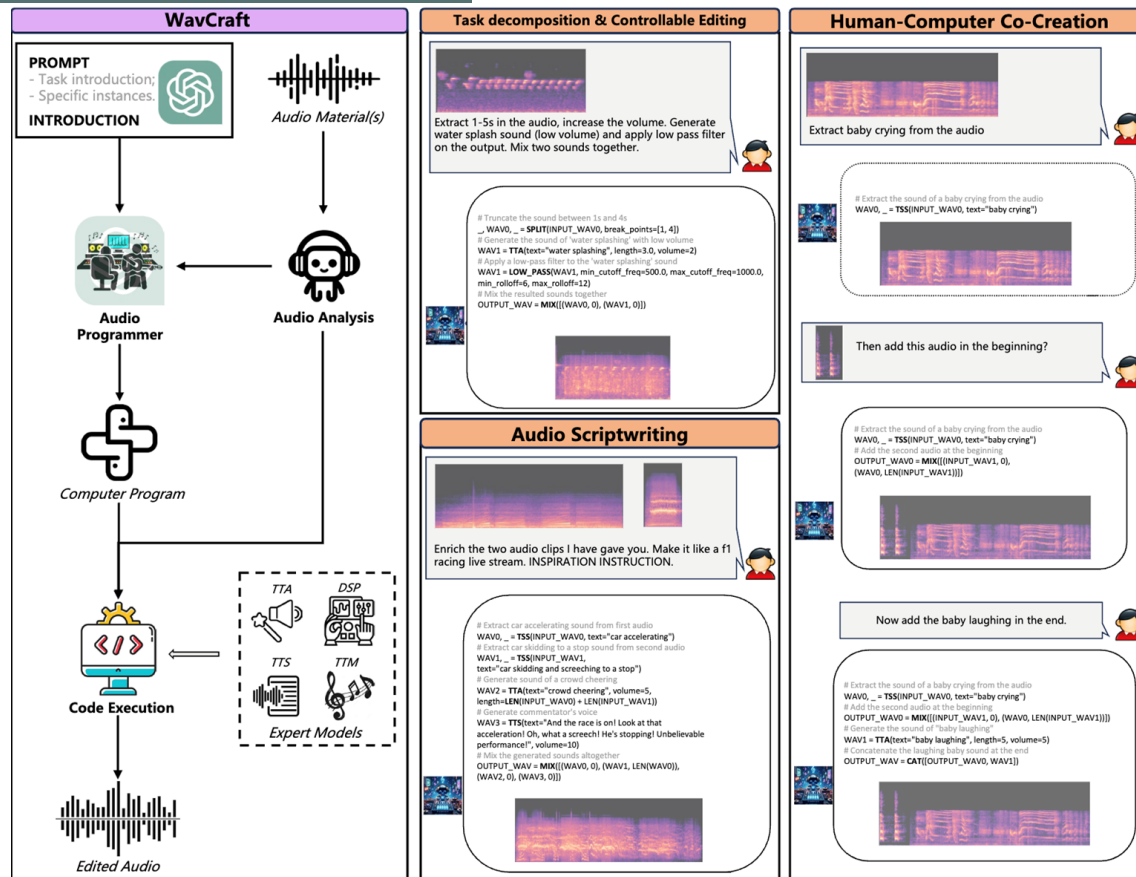 WavCraft
PROMPT
- Task introduction;
- Specific instances.
INTRODUCTION
Audio Material(s)
Audio
Programmer
Audio Analysis
Computer Program
TTA
DSP
TTS
TTM
Expert Models
Code Execution
Edited Audio
Task decomposition & Controllable Editing
Extract 1-5s in the audio, increase the volume. Generate
water splash sound (low volume) and apply low pass filter
on the output. Mix two sounds together.
# Truncate the sound between 1s and 4s
_, WAV0, _ = SPLIT(INPUT_WAV0, break_points=[1, 4])
# Generate the sound of 'water splashing' with low volume
WAV1 = TTA(text="water splashing", length=3.0, volume=2)
# Apply a low-pass filter to the 'water splashing' sound
WAV1 = LOW_PASS(WAV1, min_cutoff_freq=500.0, max_cutoff_freq=1000.0,
min_rolloff=6, max_rolloff=12)
# Mix the resulted sounds together
OUTPUT_WAV = MIX([(WAV0, 0), (WAV1, 0)])
Audio Scriptwriting
Enrich the two audio clips I have gave you. Make it like a f1
racing live stream. INSPIRATION INSTRUCTION.
# Extract car accelerating sound from first audio
WAV0, _ = TSS(INPUT_WAV0, text="car accelerating")
# Extract car skidding to a stop sound from second audio
WAV1, _ = TSS(INPUT_WAV1,
text="car skidding and screeching to a stop")
# Generate sound of a crowd cheering
WAV2 = TTA(text="crowd cheering", volume=5,
length=LEN(INPUT_WAV0) + LEN(INPUT_WAV1))
# Generate commentator's voice
WAV3 = TTS(text="And the race is on! Look at that
acceleration! Oh, what a screech! He's stopping! Unbelievable
performance!", volume=10)
# Mix the generated sounds altogether
OUTPUT_WAV = MIX([(WAV0, 0), (WAV1, LEN(WAV0)),
(WAV2, 0), (WAV3, 0)])
Human-Computer Co-Creation
Extract baby crying from the audio
# Extract the sound of a baby crying from the audio
WAV0, _ = TSS(INPUT_WAV0, text="baby crying")
Then add this audio in the beginning?
# Extract the sound of a baby crying from the audio
WAV0, _ = TSS(INPUT_WAV0, text="baby crying")
# Add the second audio at the beginning
OUTPUT_WAV0 = MIX([(INPUT_WAV1, 0),
(WAV0, LEN(INPUT_WAV1))])
Now add the baby laughing in the end.
# Extract the sound of a baby crying from the audio
WAV0, _ = TSS(INPUT_WAV0, text="baby crying")
# Add the second audio at the beginning
OUTPUT_WAV0 = MIX([(INPUT_WAV1, 0), (WAV0, LEN(INPUT_WAV1))])
# Generate the sound of "baby laughing"
WAV1 = TTA(text="baby laughing", length=5, volume=5)
# Concatenate the laughing baby sound at the end
OUTPUT_WAV = CAT([OUTPUT_WAV0, WAV1])